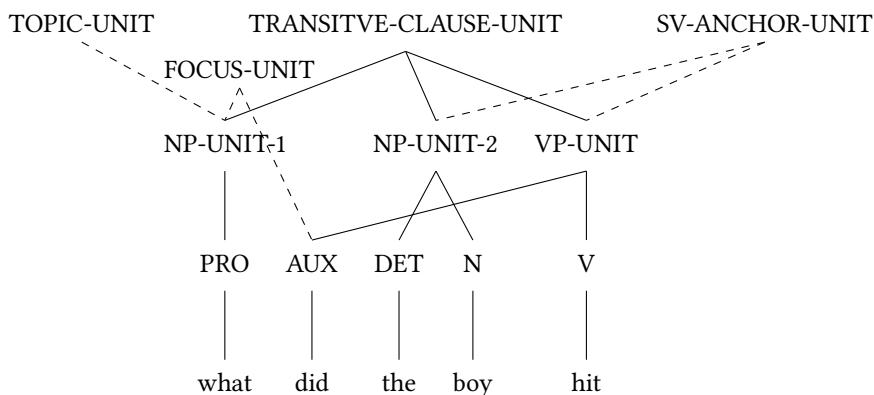 TOPIC-UNIT TRANSITVE-CLAUSE-UNIT SV-ANCHOR-UNIT
FOCUS-UNIT
NP-UNIT-1 NP-UNIT-2 VP-UNIT
PRO AUX DET N V
what did the boy hit